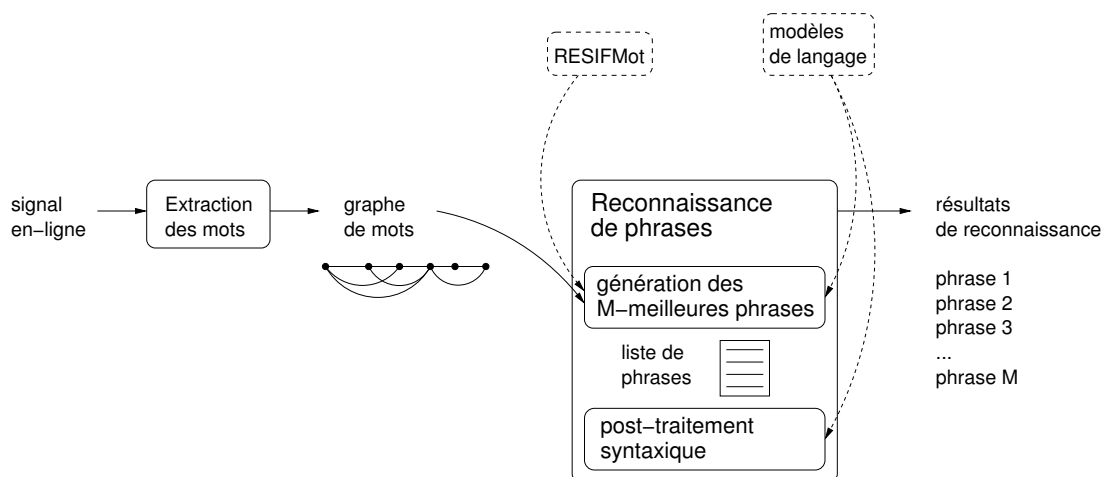 RESIFMot
modèles
de langage
signal
en−ligne
Extraction
des mots
graphe
de mots
Reconnaissance
de phrases
génération des
M−meilleures phrases
liste de
phrases
post−traitement
syntaxique
résultats
de reconnaissance
phrase 1
phrase 2
phrase 3
...
phrase M